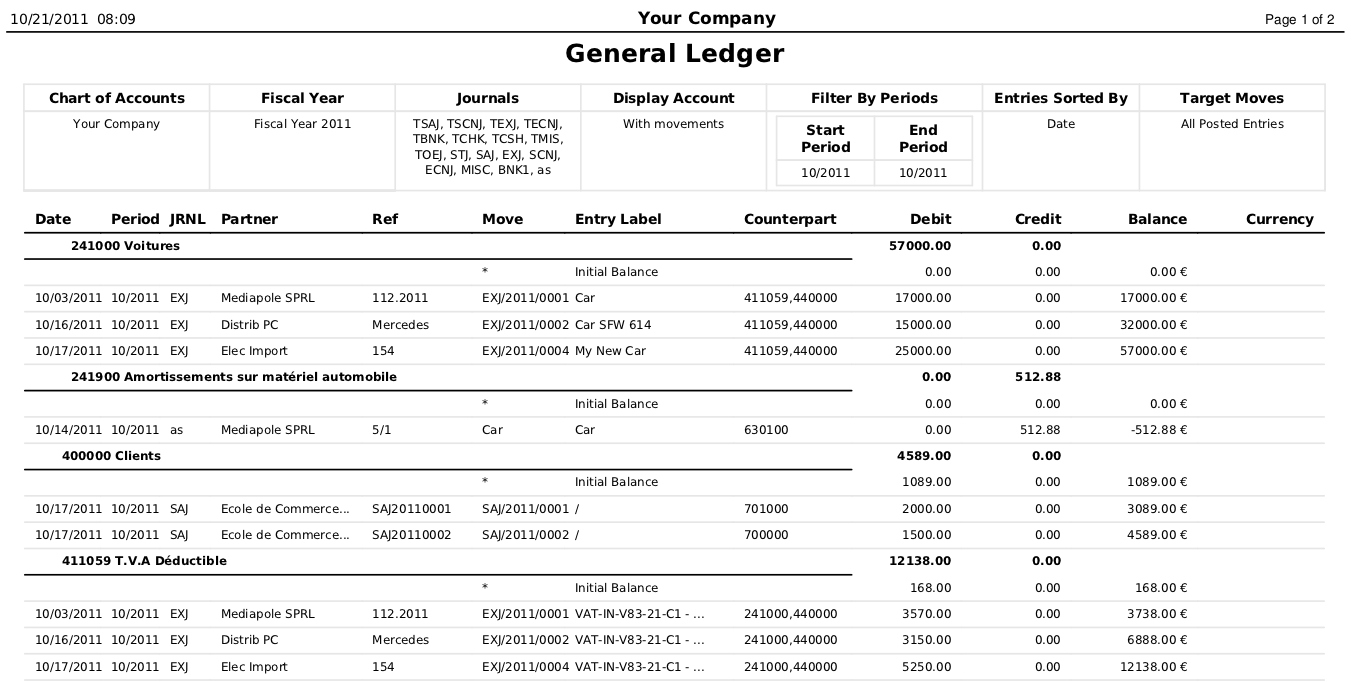 10/21/2011 08:09 Your Company Page 1 of 2
General Ledger
Chart of Accounts Fiscal Year Journals Display Account Filter By Periods Entries Sorted By Target Moves
Your Company Fiscal Year 2011 TSAJ, TSCNJ, TEXJ, TECNJ, With movements Start End Date All Posted Entries
TBNK, TCHK, TCSH, TMIS, Period Period
TOEJ, STJ, SAJ, EXJ, SCNJ,
ECNJ, MISC, BNK1, as 10/2011 10/2011
Date Period JRNL Partner Ref Move Entry Label Counterpart Debit Credit Balance Currency
241000 Voitures 57000.00 0.00
* Initial Balance 0.00 0.00 0.00 €
10/03/2011 10/2011 EXJ Mediapole SPRL 112.2011 EXJ/2011/0001 Car 411059,440000 17000.00 0.00 17000.00 €
10/16/2011 10/2011 EXJ Distrib PC Mercedes EXJ/2011/0002 Car SFW 614 411059,440000 15000.00 0.00 32000.00 €
10/17/2011 10/2011 EXJ Elec Import 154 EXJ/2011/0004 My New Car 411059,440000 25000.00 0.00 57000.00 €
241900 Amortissements sur matériel automobile 0.00 512.88
* Initial Balance 0.00 0.00 0.00 €
10/14/2011 10/2011 as Mediapole SPRL 5/1 Car Car 630100 0.00 512.88 -512.88 €
400000 Clients 4589.00 0.00
* Initial Balance 1089.00 0.00 1089.00 €
10/17/2011 10/2011 SAJ Ecole de Commerce... SAJ20110001 SAJ/2011/0001 / 701000 2000.00 0.00 3089.00 €
10/17/2011 10/2011 SAJ Ecole de Commerce... SAJ20110002 SAJ/2011/0002 / 700000 1500.00 0.00 4589.00 €
411059 T.V.A Déductible 12138.00 0.00
* Initial Balance 168.00 0.00 168.00 €
10/03/2011 10/2011 EXJ Mediapole SPRL 112.2011 EXJ/2011/0001 VAT-IN-V83-21-C1 - ... 241000,440000 3570.00 0.00 3738.00 €
10/16/2011 10/2011 EXJ Distrib PC Mercedes EXJ/2011/0002 VAT-IN-V83-21-C1 - ... 241000,440000 3150.00 0.00 6888.00 €
10/17/2011 10/2011 EXJ Elec Import 154 EXJ/2011/0004 VAT-IN-V83-21-C1 - ... 241000,440000 5250.00 0.00 12138.00 €